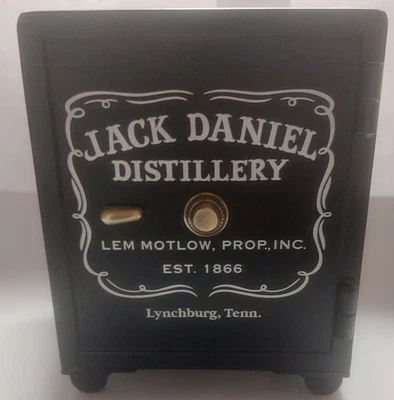 JACK DANIEL
DISTILLERY
LEM MOTLOW, PROP., INC.
EST. 1866
Lynchburg, Tenn.